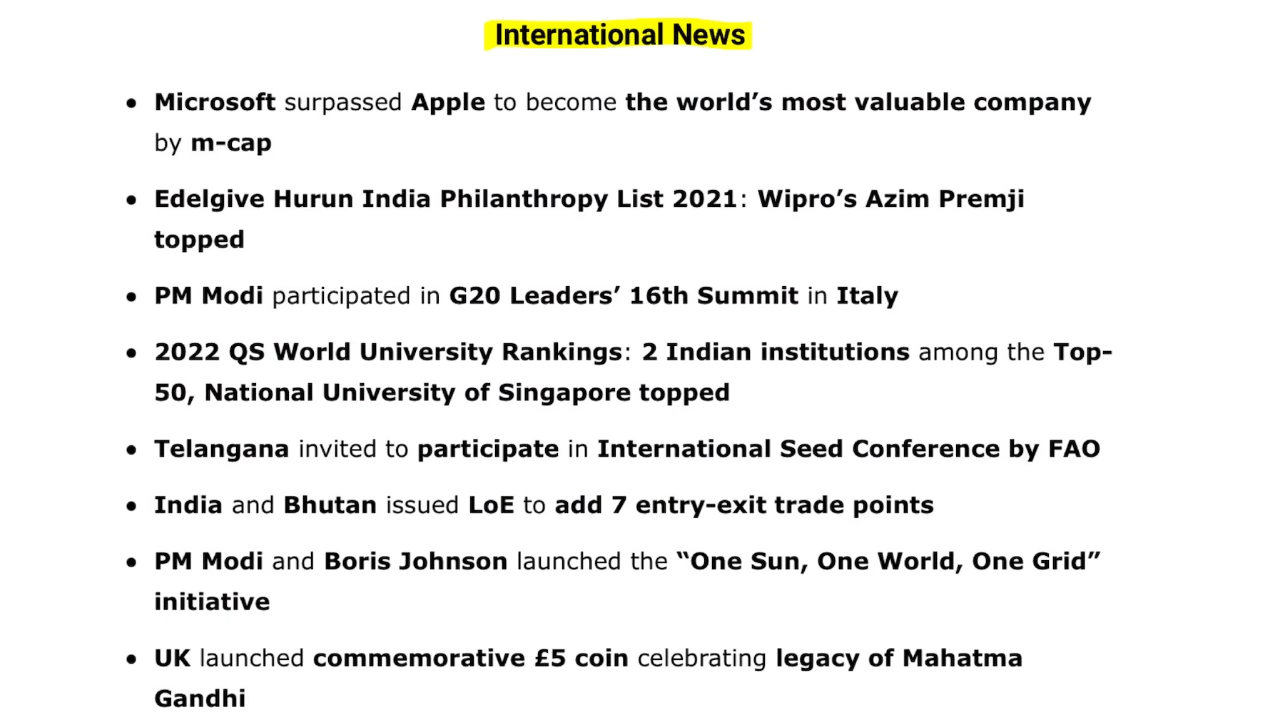 International News
• Microsoft surpassed Apple to become the world’s most valuable company
by m-cap
• Edelgive Hurun India Philanthropy List 2021: Wipro’s Azim Premji
topped
• PM Modi participated in G20 Leaders’ 16th Summit in Italy
• 2022 QS World University Rankings: 2 Indian institutions among the Top-
50, National University of Singapore topped
• Telangana invited to participate in International Seed Conference by FAO
• India and Bhutan issued LoE to add 7 entry-exit trade points
• PM Modi and Boris Johnson launched the “One Sun, One World, One Grid”
initiative
• UK launched commemorative £5 coin celebrating legacy of Mahatma
Gandhi